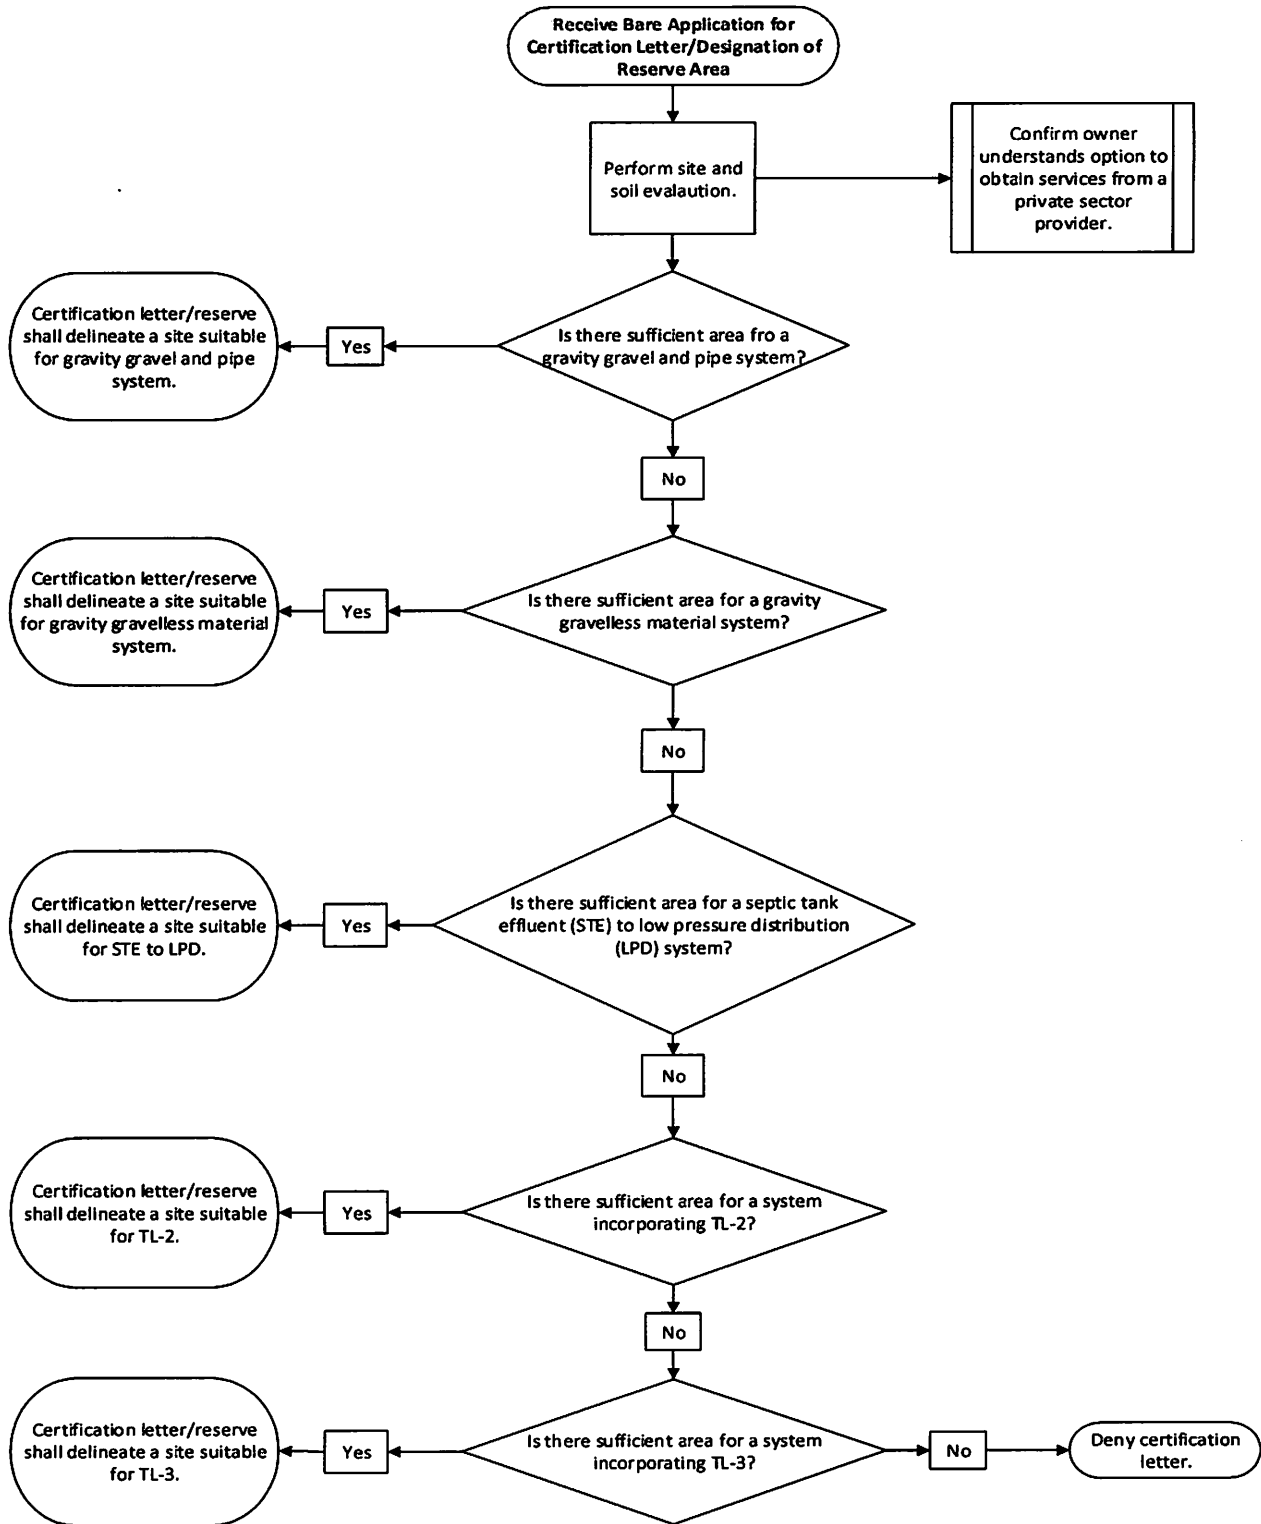 Receive Bare Application for
Certification Letter/Designation of
Reserve Area
Perform site and
soil evalaution.
Confirm owner
understands option to
obtain services from a
private sector
provider.
Certification letter/reserve
shall delineate a site suitable
for gravity gravel and pipe
system.
Yes
Is there sufficient area fro a
gravity gravel and pipe system?
No
Certification letter/reserve
shall delineate a site suitable
for gravity gravelless material
system.
Yes
Is there sufficient area for a gravity
gravelless material system?
No
Certification letter/reserve
shall delineate a site suitable
for STE to LPD.
Yes
Is there sufficient area for a septic tank
effluent (STE) to low pressure distribution
(LPD) system?
No
Certification letter/reserve
shall delineate a site suitable
for TL-2.
Yes
Is there sufficient area for a system
incorporating TL-2?
No
Certification letter/reserve
shall delineate a site suitable
for TL-3.
Yes
Is there sufficient area for a system
incorporating TL-3?
No
Deny certification
letter.